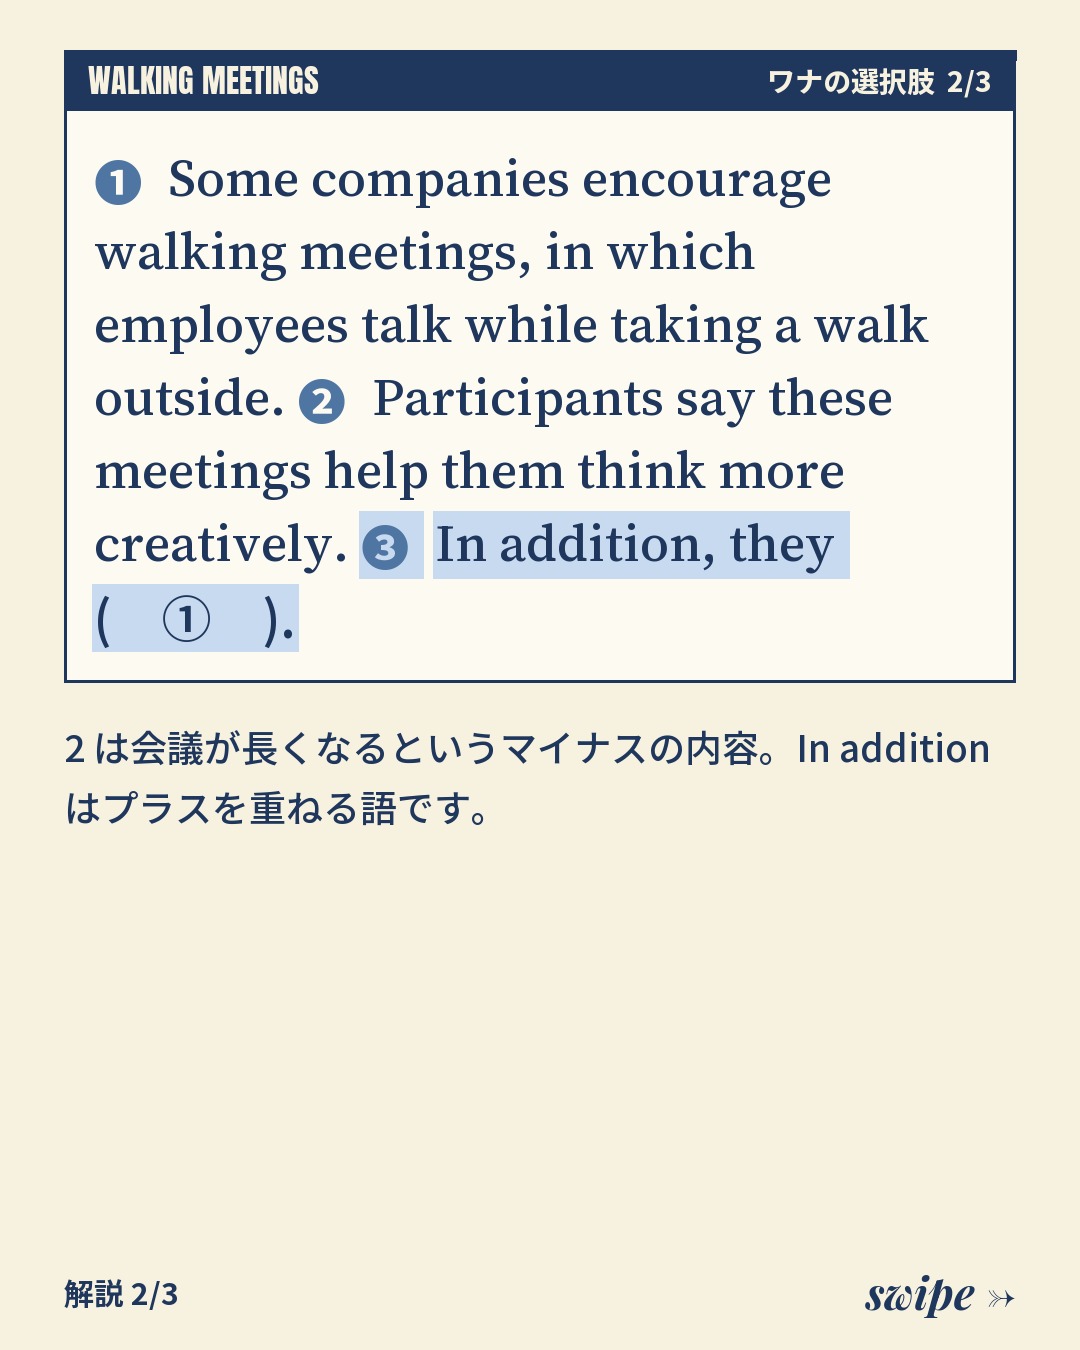 WALKING MEETINGS
ワナの選択肢 2/3
❶ Some companies encourage
walking meetings, in which
employees talk while taking a walk
outside. ❷ Participants say these
meetings help them think more
creatively. ❸ In addition, they
(　①　).
2 は会議が長くなるというマイナスの内容。In addition
はプラスを重ねる語です。
解説 2/3
swipe